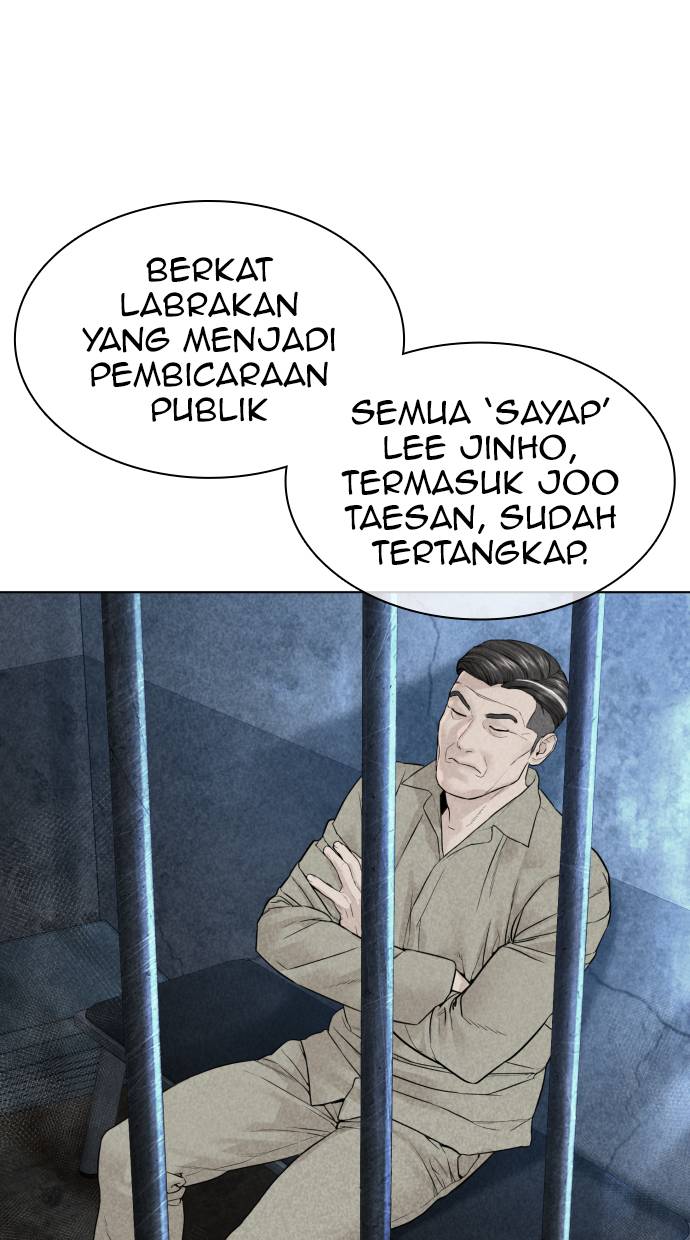 BERKAT
LABRAKAN
YANG MENJADI
PEMBICARAAN
PUBLIK
SEMUA ‘SAYAP’
LEE JINHO,
TERMASUK JOO
TAESAN, SUDAH
TERTANGKAP.